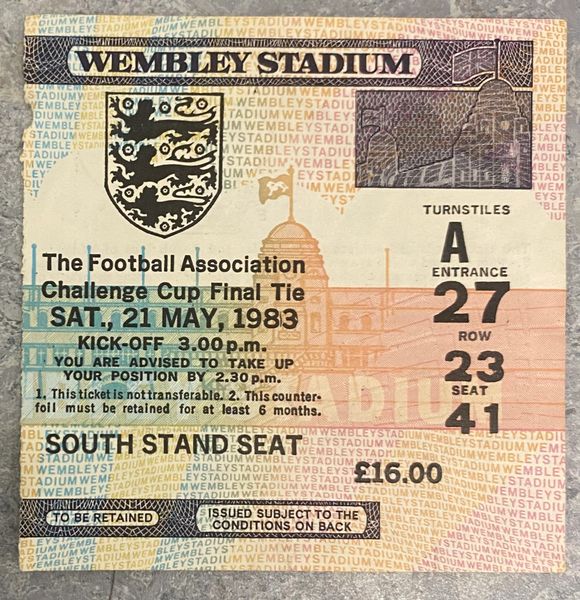 WEMBLEY STADIUM
TURNSTILES
A
ENTRANCE
27
ROW
23
SEAT
41
The Football Association
Challenge Cup Final Tie
SAT., 21 MAY, 1983
KICK-OFF 3.00 p.m.
YOU ARE ADVISED TO TAKE UP
YOUR POSITION BY 2.30 p.m.
1. This ticket is not transferable. 2. This counter-
foil must be retained for at least 6 months.
STADIUM
SOUTH STAND SEAT
£16.00
TO BE RETAINED
ISSUED SUBJECT TO THE
CONDITIONS ON BACK